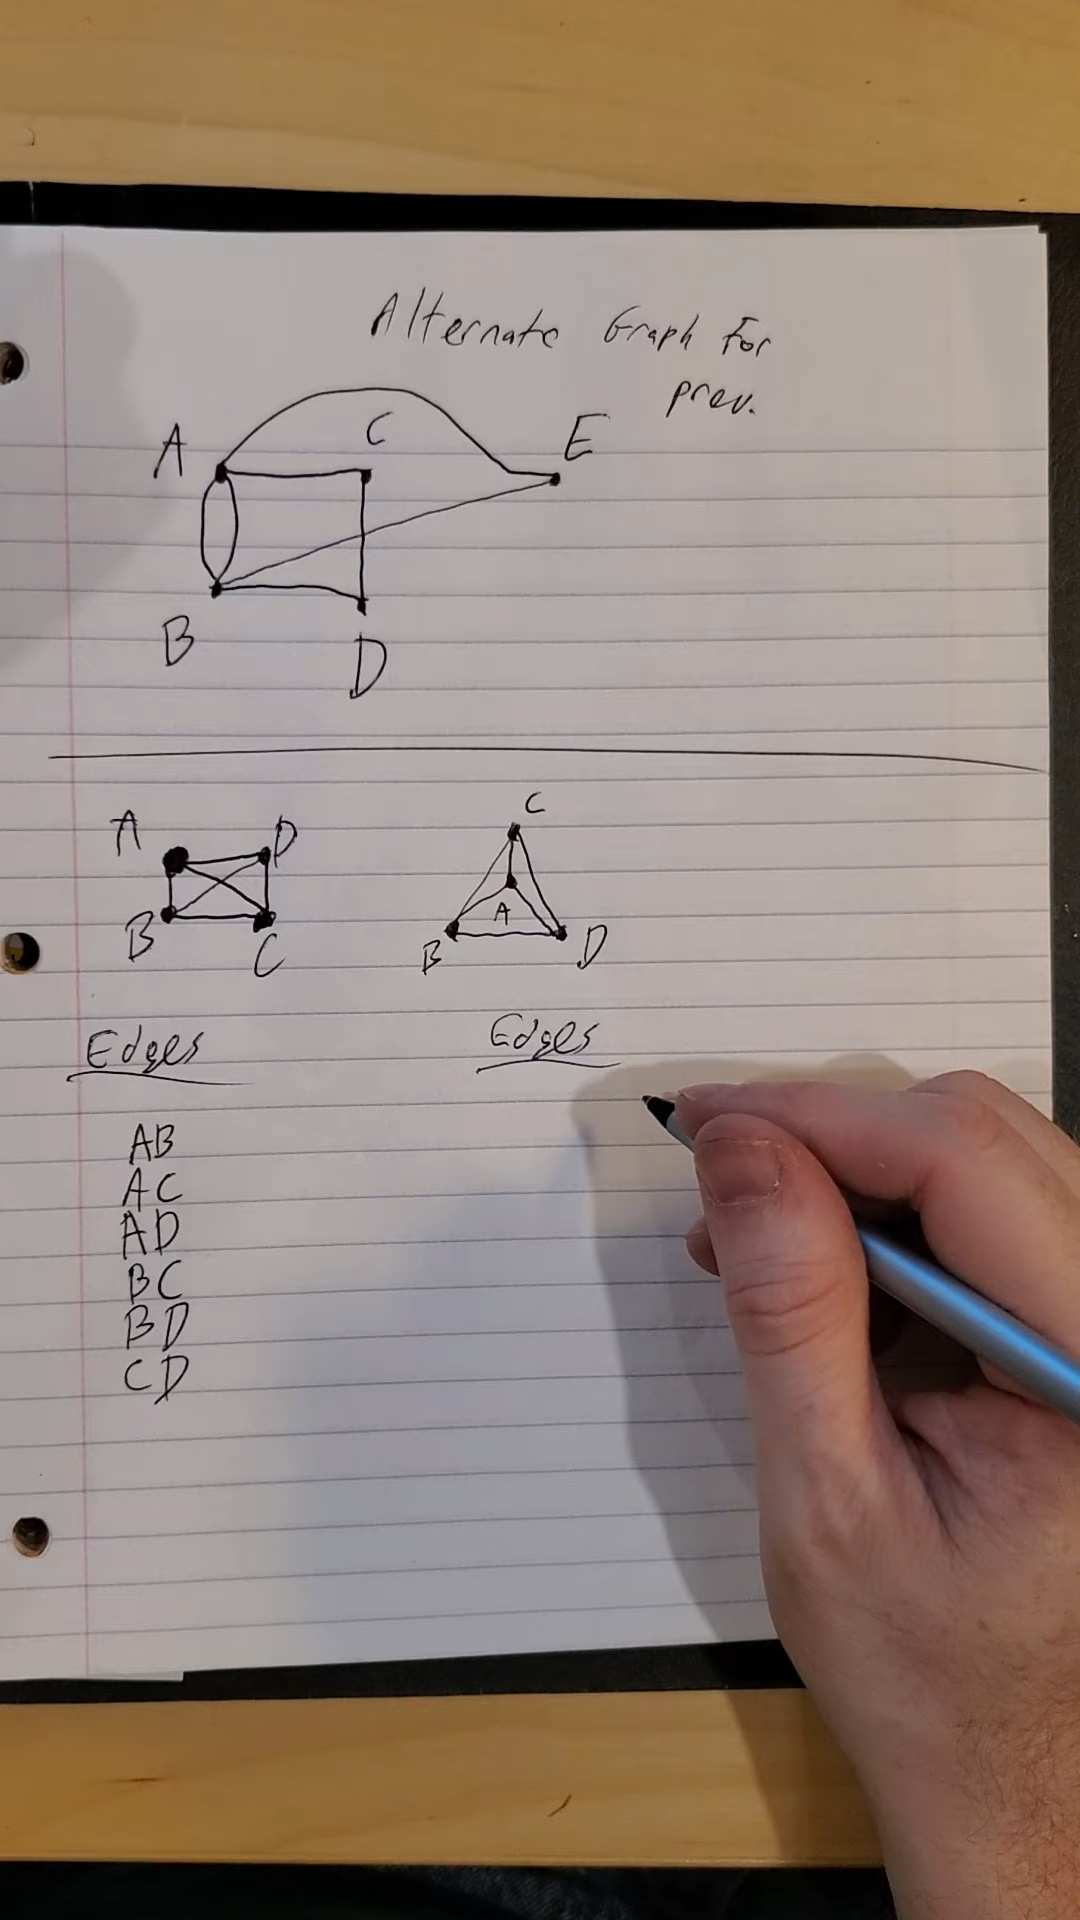 Alternate Graph For
prev.
A C E
B D
A D
B C
C
A
B D
Edges
AB
AC
AD
BC
BD
CD
Edges